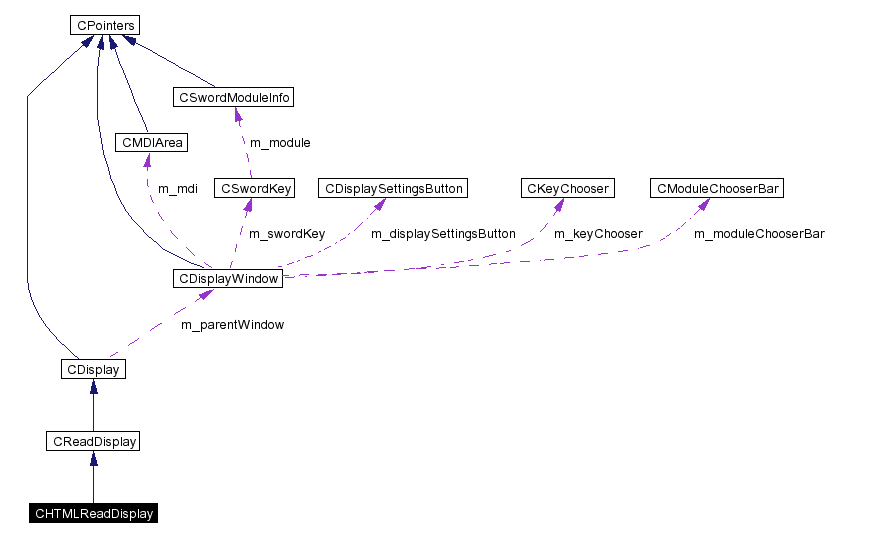 CPointers
CSwordModuleInfo
CMDIArea
m_module
m_mdi
CSwordKey
CDisplaySettingsButton
CKeyChooser
CModuleChooserBar
m_swordKey
m_displaySettingsButton
m_keyChooser
m_moduleChooserBar
CDisplayWindow
m_parentWindow
CDisplay
CReadDisplay
CHTMLReadDisplay